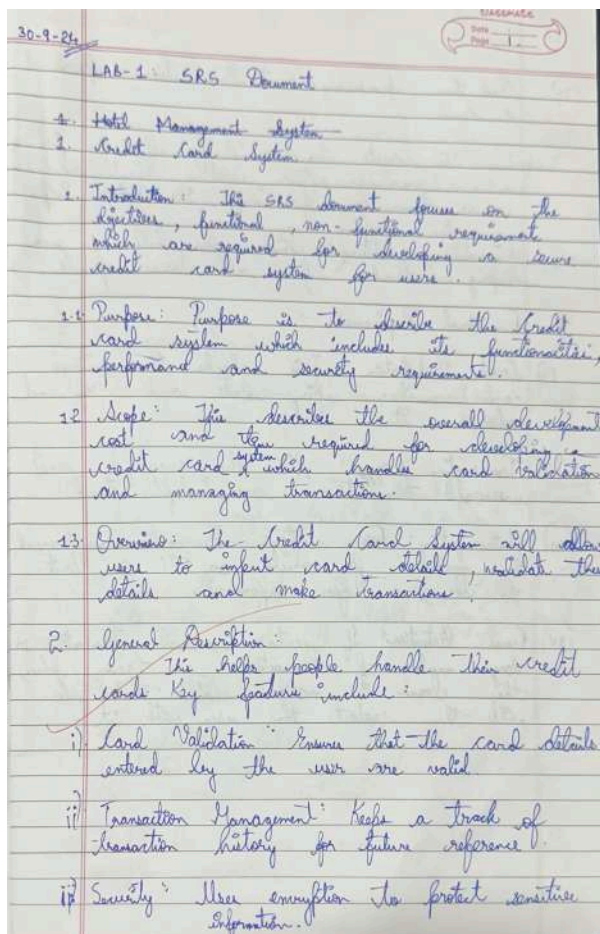 classmate
Date
Page 1
30-9-24
LAB-1: SRS Document
1. Hotel Management System
1. Credit Card System
1. Introduction: This SRS document focuses on the
objectives, functional, non-functional requirements
which are required for developing a secure
credit card system for users.
1.1 Purpose: Purpose is to describe the Credit
card system which includes its functionalities,
performance and security requirements.
1.2 Scope: This describes the overall development
cost and time required for developing a
credit card system which handles card validation
and managing transactions.
1.3 Overview: The Credit Card System will allow
users to input card details, validate the
details and make transactions.
2. General Description:
This helps people handle their credit
cards Key feature include:
i) Card Validation: Ensures that the card details
entered by the user are valid.
ii) Transaction Management: Keeps a track of
transaction history for future reference.
iii) Security: Uses encryption to protect sensitive
information.